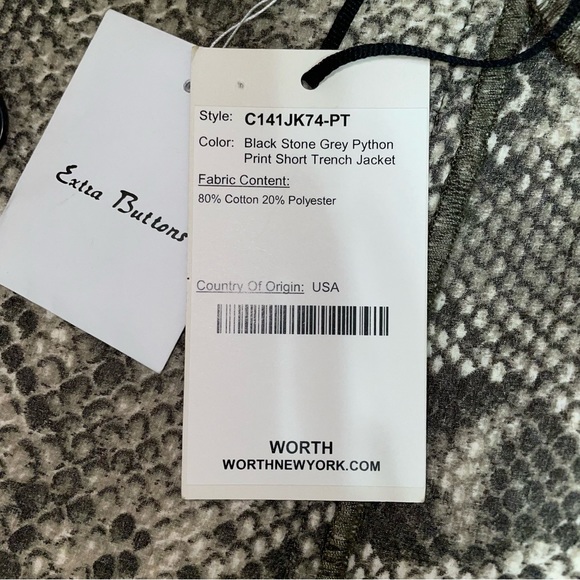 Extra Buttons
Style: C141JK74-PT
Color: Black Stone Grey Python
Print Short Trench Jacket
Fabric Content:
80% Cotton 20% Polyester
Country Of Origin: USA
WORTH
WORTHNEWYORK.COM